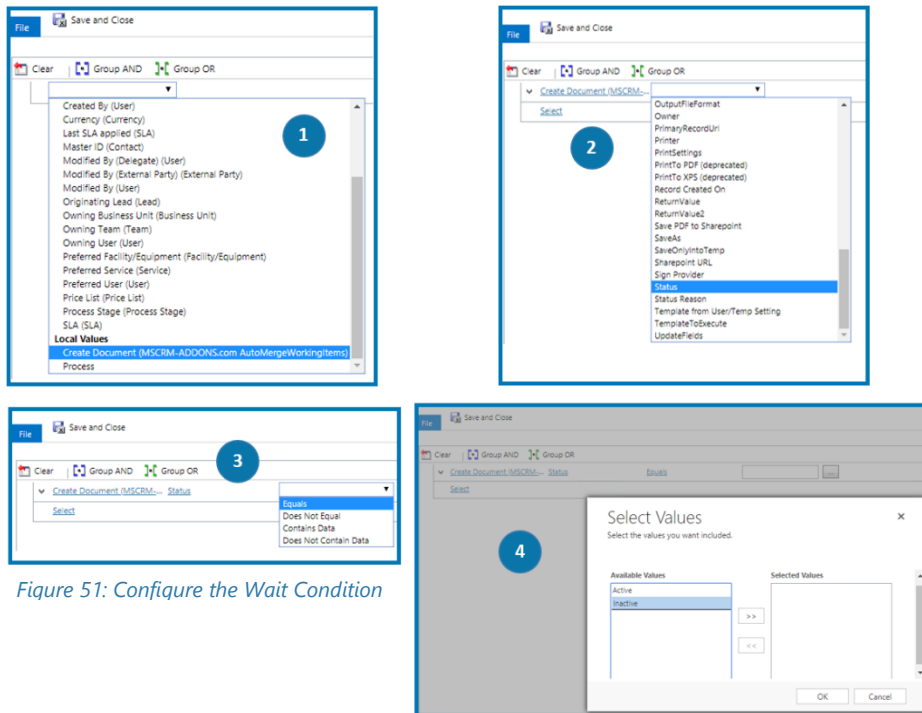 File
Save and Close
Clear
Group AND
Group OR
Created By (User)
Currency (Currency)
Last SLA applied (SLA)
Master ID (Contact)
Modified By (Delegate) (User)
Modified By (External Party) (External Party)
Modified By (User)
Originating Lead (Lead)
Owning Business Unit (Business Unit)
Owning Team (Team)
Owning User (User)
Preferred Facility/Equipment (Facility/Equipment)
Preferred Service (Service)
Preferred User (User)
Price List (Price List)
Process Stage (Process Stage)
SLA (SLA)
Local Values
Create Document (MSCRM-ADDONS.com AutoMergeWorkingItems)
Process
1
File
Save and Close
Clear
Group AND
Group OR
Create Document (MSCRM-...
Select
OutputFileFormat
Owner
PrimaryRecordUrl
Printer
PrintSettings
PrintTo PDF (deprecated)
PrintTo XPS (deprecated)
Record Created On
ReturnValue
ReturnValue2
Save PDF to Sharepoint
SaveAs
SaveOnlyIntoTemp
Sharepoint URL
Sign Provider
Status
Status Reason
Template from User/Temp Setting
TemplateToExecute
UpdateFields
2
File
Save and Close
Clear
Group AND
Group OR
Create Document (MSCRM-... Status
Select
Equals
Does Not Equal
Contains Data
Does Not Contain Data
3
Figure 51: Configure the Wait Condition
File
Save and Close
Clear
Group AND
Group OR
Create Document (MSCRM-... Status Equals ...
Select
4
Select Values
Select the values you want included.
Available Values
Selected Values
Active
Inactive
>>
<<
OK
Cancel